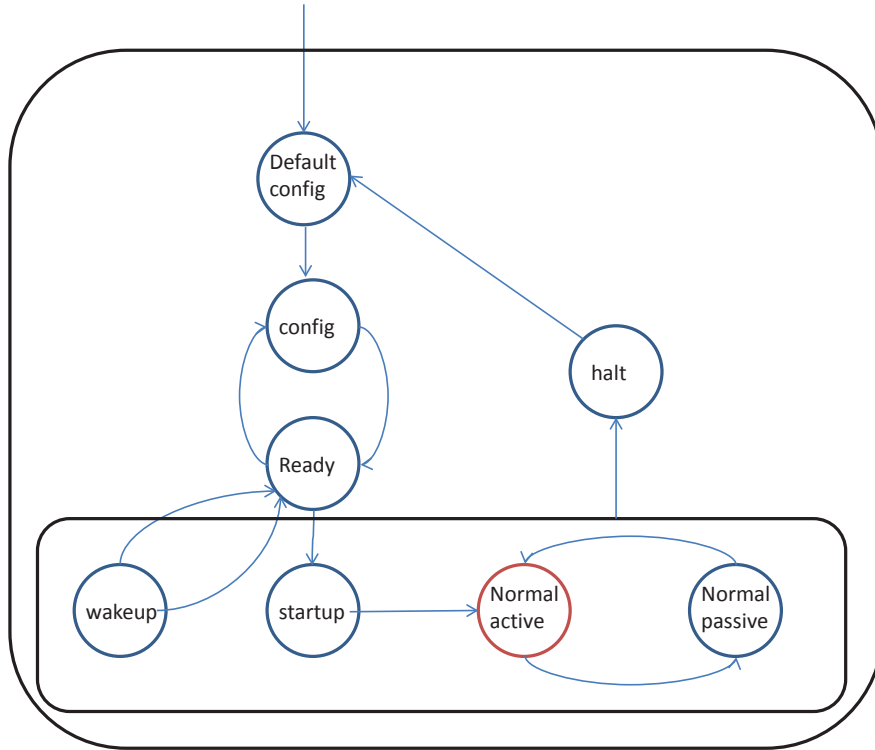 Default
config
config
halt
Ready
wakeup
startup
Normal
active
Normal
passive